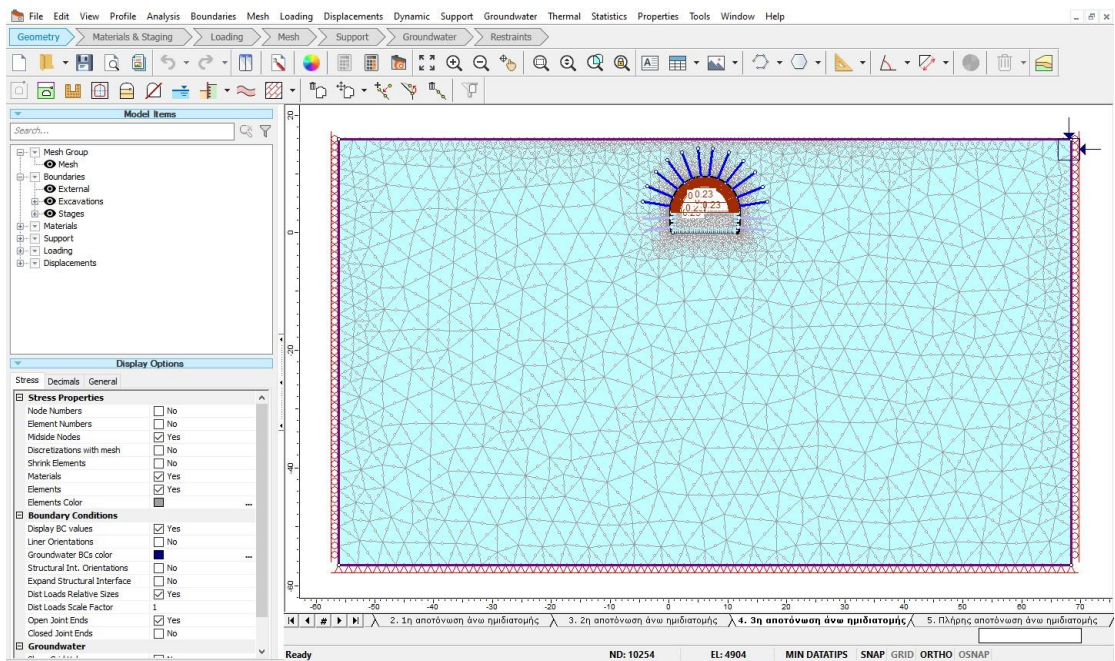 File Edit View Profile Analysis Boundaries Mesh Loading Displacements Dynamic Support Groundwater Thermal Statistics Properties Tools Window Help
Geometry Materials & Staging Loading Mesh Support Groundwater Restraints
Model Items
Search...
Mesh Group
Mesh
Boundaries
External
Excavations
Stages
Materials
Support
Loading
Displacements
Display Options
Stress Decimals General
Stress Properties
Node Numbers No
Element Numbers No
Midside Nodes Yes
Discretizations with mesh No
Shrink Elements No
Materials Yes
Elements Yes
Elements Color ...
Boundary Conditions
Display BC values Yes
Liner Orientations No
Groundwater BCs color ...
Structural Int. Orientations No
Expand Structural Interface No
Dist Loads Relative Sizes Yes
Dist Loads Scale Factor 1
Open Joint Ends Yes
Closed Joint Ends No
Groundwater
20
0
-20
-40
-60
0.23
0.23
-60 -50 -40 -30 -20 -10 0 10 20 30 40 50 60 70
2. 1η αποτόνωση άνω ημιδιατομής 3. 2η αποτόνωση άνω ημιδιατομής 4. 3η αποτόνωση άνω ημιδιατομής 5. Πλήρης αποτόνωση άνω ημιδιατομής
Ready ND: 10254 EL: 4904 MIN DATATIPS SNAP GRID ORTHO OSNAP